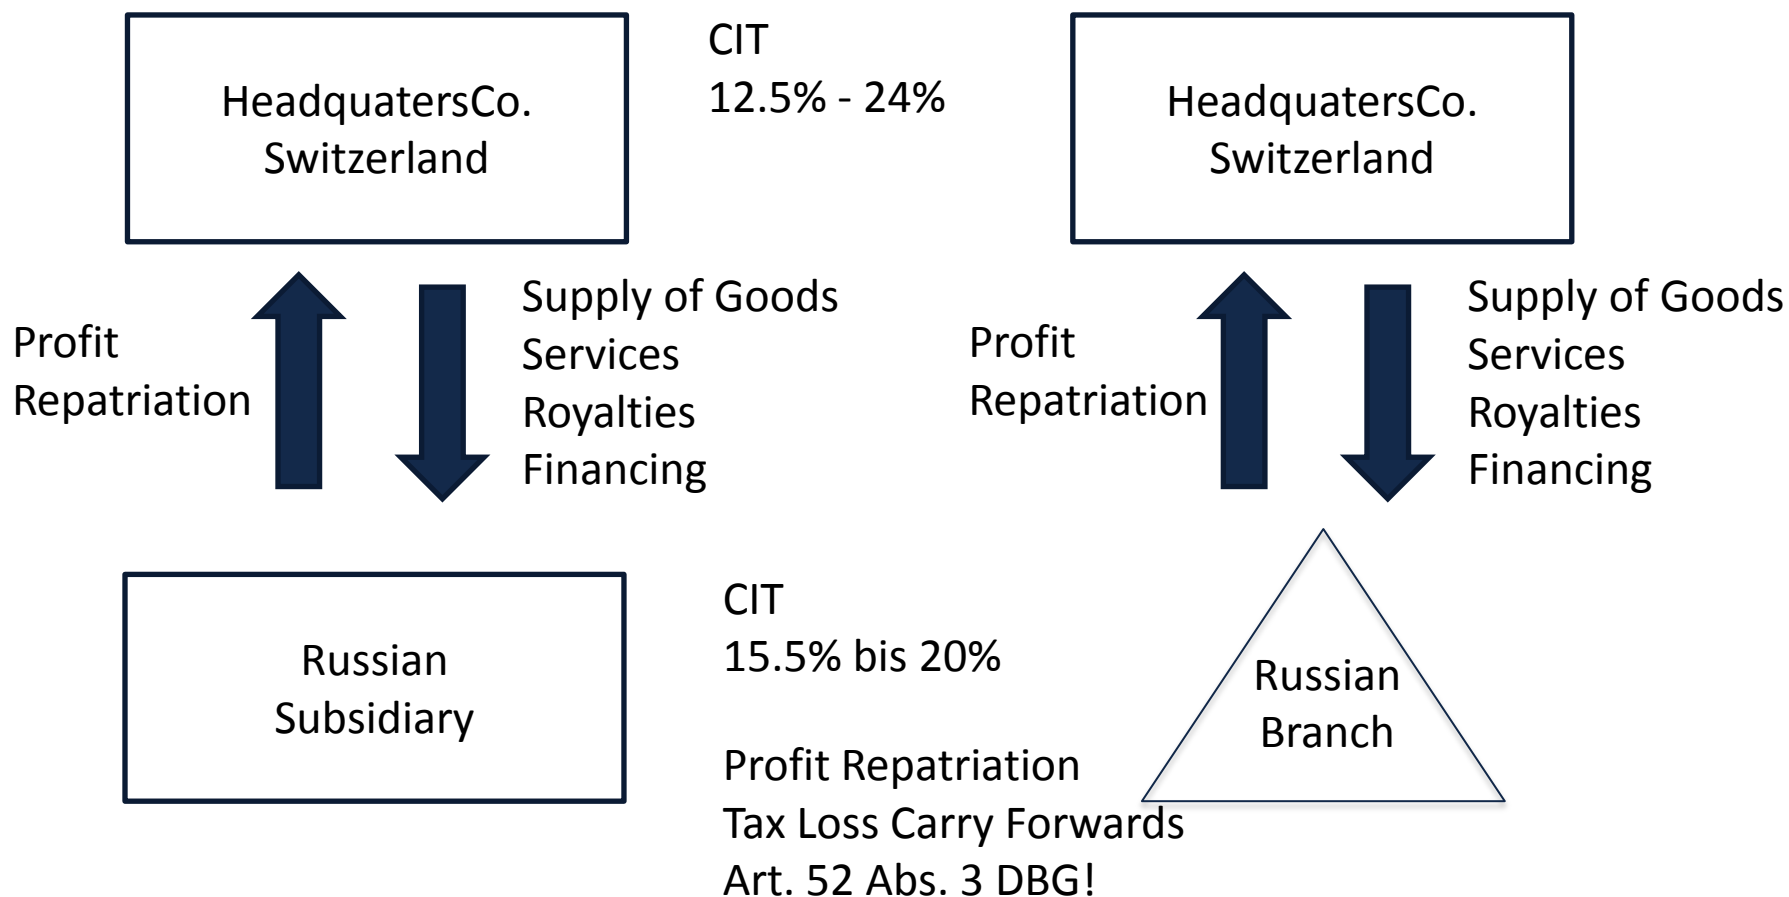 HeadquatersCo.
Switzerland
CIT
12.5% - 24%
HeadquatersCo.
Switzerland
Profit
Repatriation
Supply of Goods
Services
Royalties
Financing
Profit
Repatriation
Supply of Goods
Services
Royalties
Financing
Russian
Subsidiary
CIT
15.5% bis 20%
Profit Repatriation
Tax Loss Carry Forwards
Art. 52 Abs. 3 DBG!
Russian
Branch